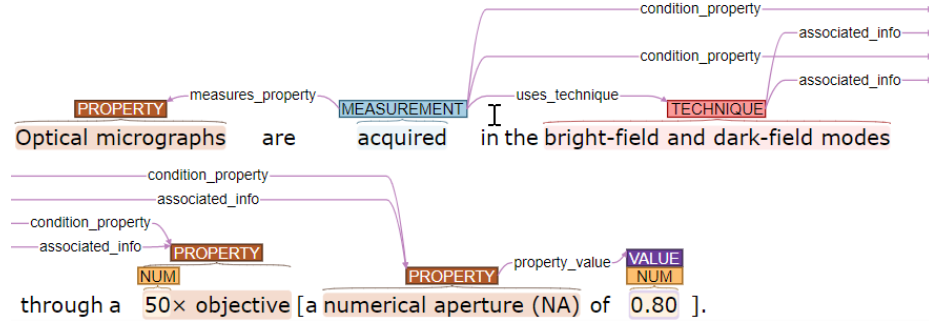 condition_property
associated_info
condition_property
associated_info
measures_property uses_technique
PROPERTY MEASUREMENT TECHNIQUE
Optical micrographs are acquired in the bright-field and dark-field modes
condition_property
associated_info
condition_property
associated_info
PROPERTY property_value VALUE
NUM PROPERTY NUM
through a 50× objective [a numerical aperture (NA) of 0.80 ].